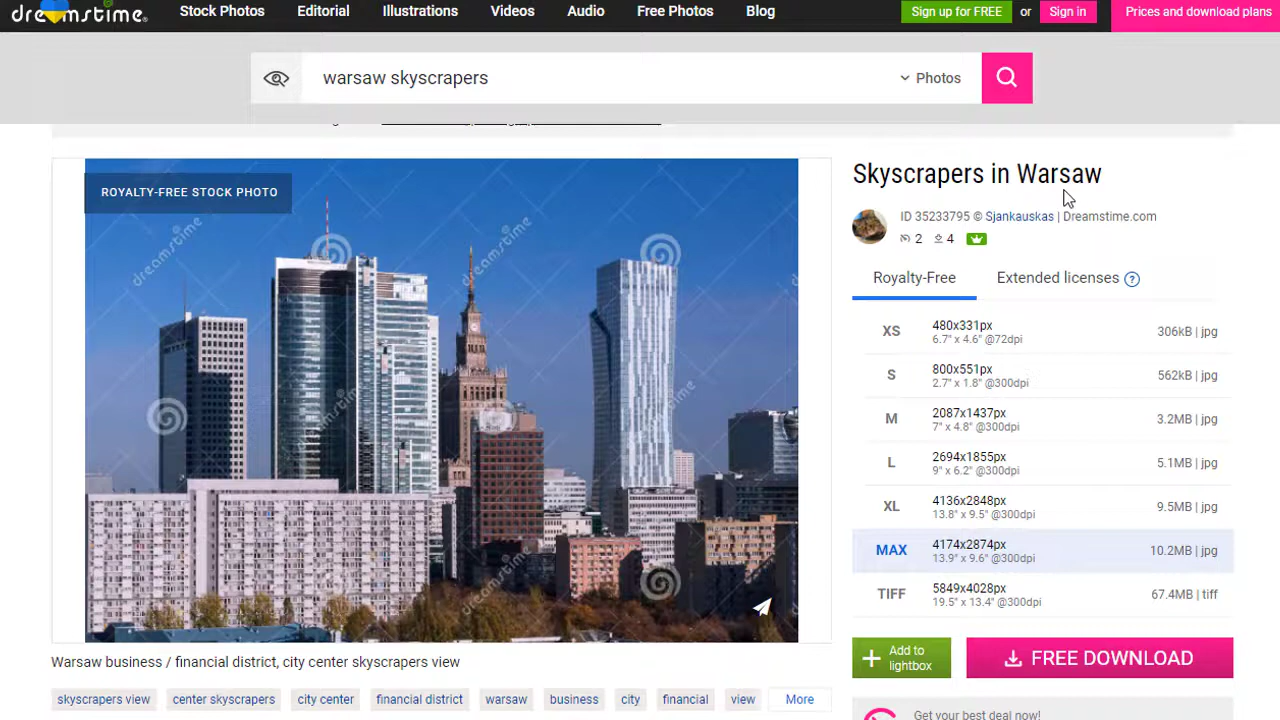 dreamstime.
Stock Photos Editorial Illustrations Videos Audio Free Photos Blog Sign up for FREE or Sign in Prices and download plans
warsaw skyscrapers Photos
ROYALTY-FREE STOCK PHOTO
dreamstime
dreamstime
dreamstime
dreamstime
dreamstime
dreamstime
Warsaw business / financial district, city center skyscrapers view
skyscrapers view center skyscrapers city center financial district warsaw business city financial view More
Skyscrapers in Warsaw
ID 35233795 © Sjankauskas | Dreamstime.com
2 4
Royalty-Free Extended licenses ?
XS 480x331px 306kB | jpg
6.7" x 4.6" @72dpi
S 800x551px 562kB | jpg
2.7" x 1.8" @300dpi
M 2087x1437px 3.2MB | jpg
7" x 4.8" @300dpi
L 2694x1855px 5.1MB | jpg
9" x 6.2" @300dpi
XL 4136x2848px 9.5MB | jpg
13.8" x 9.5" @300dpi
MAX 4174x2874px 10.2MB | jpg
13.9" x 9.6" @300dpi
TIFF 5849x4028px 67.4MB | tiff
19.5" x 13.4" @300dpi
Add to
lightbox
FREE DOWNLOAD
Get your best deal now!